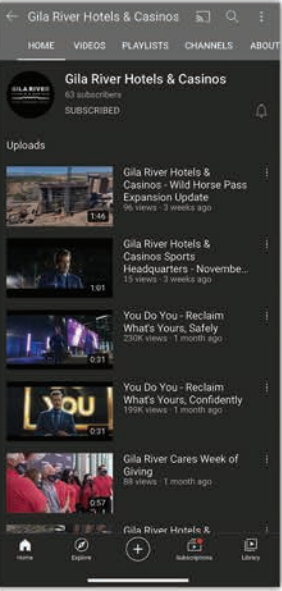 Gila River Hotels & Casinos
HOME VIDEOS PLAYLISTS CHANNELS ABOUT
GILA RIVER
Gila River Hotels & Casinos
63 subscribers
SUBSCRIBED
Uploads
Gila River Hotels &
Casinos - Wild Horse Pass
Expansion Update
96 views · 3 weeks ago
1:46
Gila River Hotels &
Casinos Sports
Headquarters - Novembe...
15 views · 3 weeks ago
1:01
You Do You - Reclaim
What's Yours, Safely
230K views · 1 month ago
0:31
You Do You - Reclaim
What's Yours, Confidently
199K views · 1 month ago
YOU
0:31
Gila River Cares Week of
Giving
88 views · 1 month ago
0:57
Gila River Hotels &
Home Explore Subscriptions Library